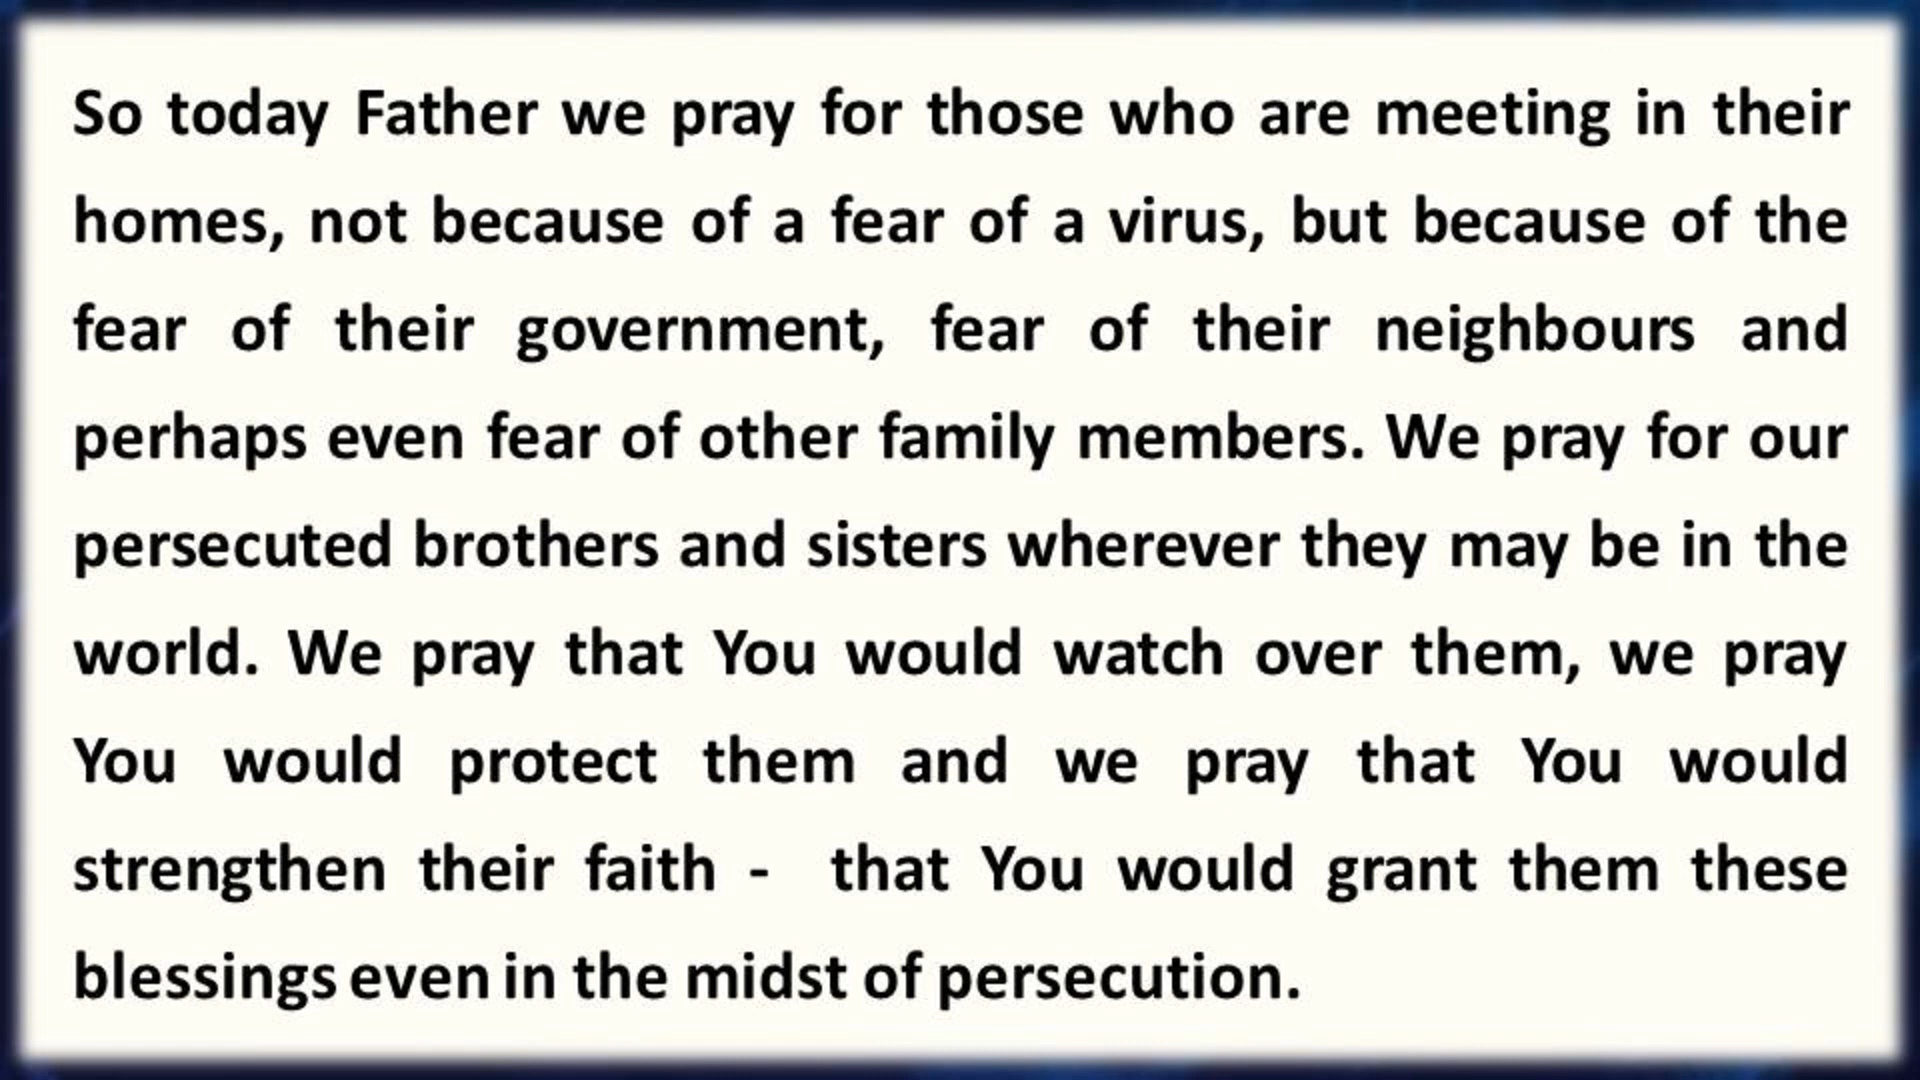 So today Father we pray for those who are meeting in their
homes, not because of a fear of a virus, but because of the
fear of their government, fear of their neighbours and
perhaps even fear of other family members. We pray for our
persecuted brothers and sisters wherever they may be in the
world. We pray that You would watch over them, we pray
You would protect them and we pray that You would
strengthen their faith -  that You would grant them these
blessings even in the midst of persecution.